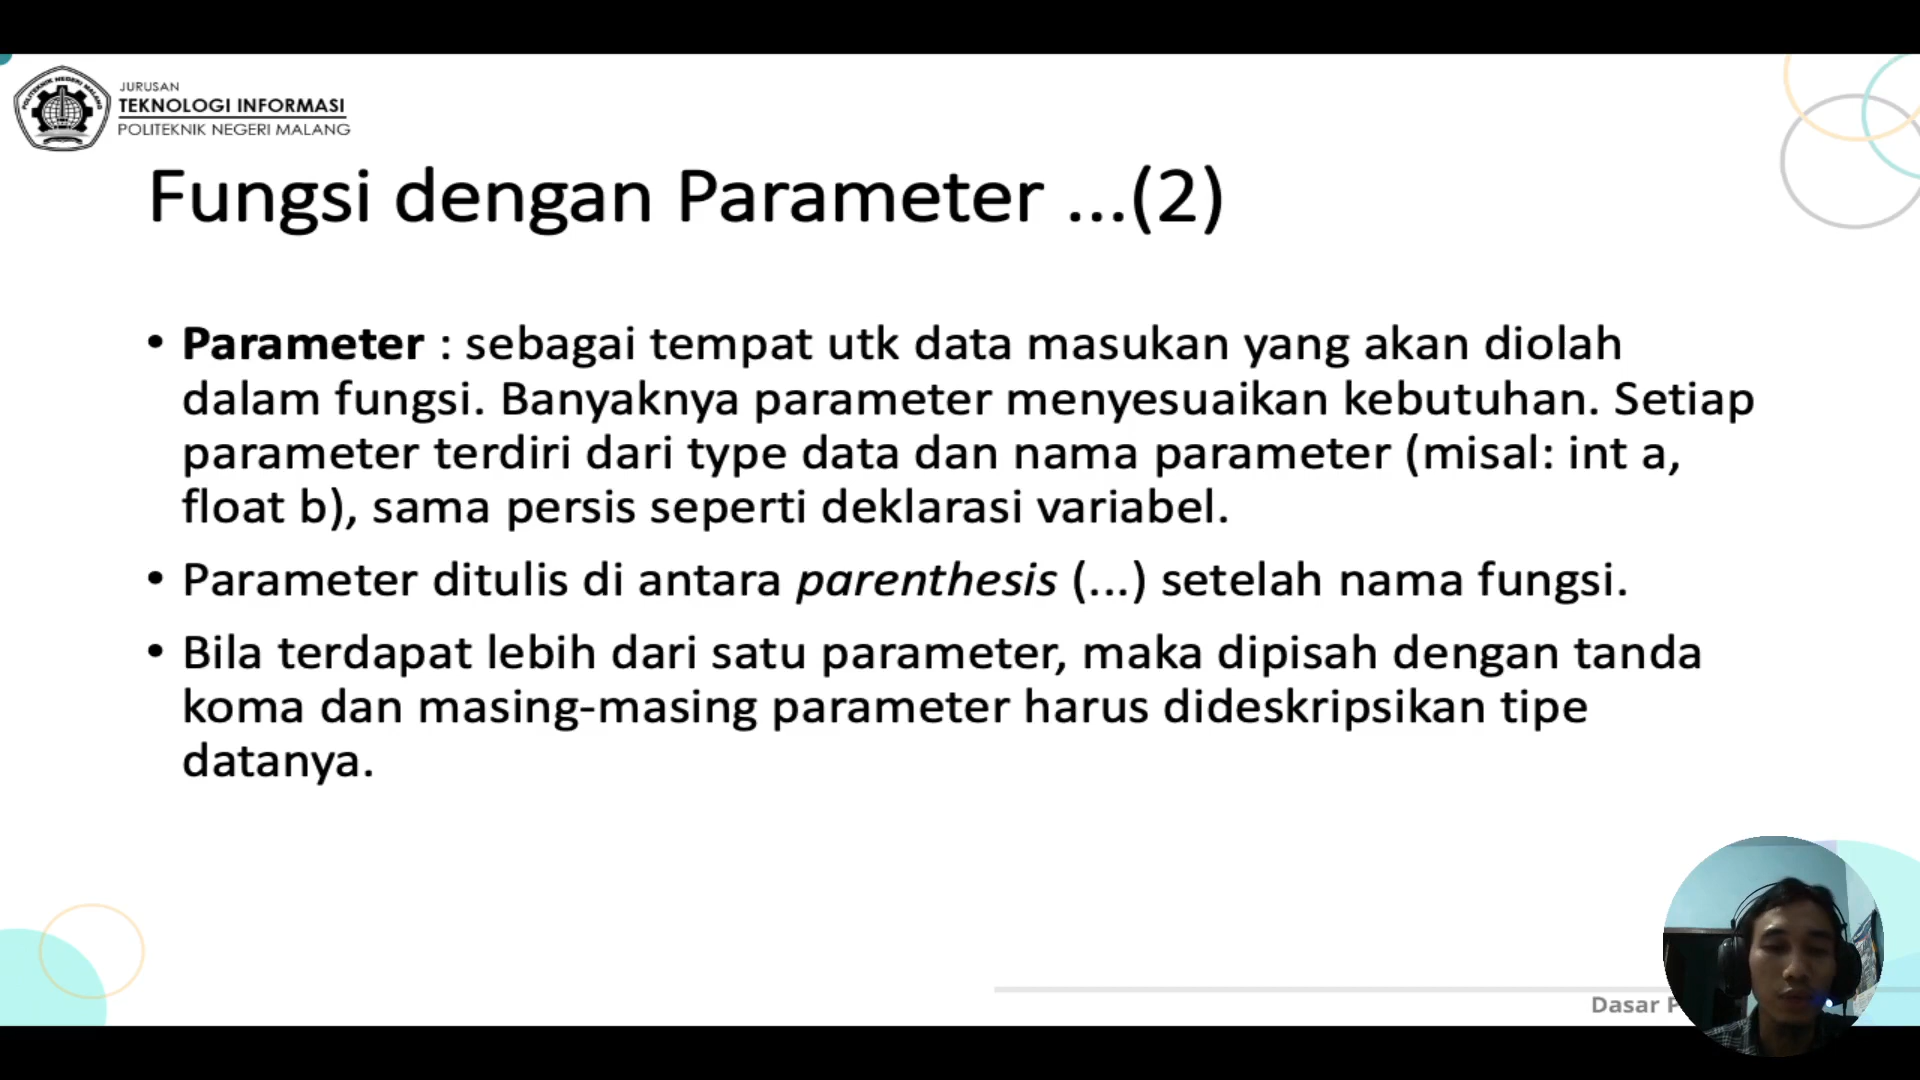 POLITEKNIK NEGERI MALANG
JURUSAN
TEKNOLOGI INFORMASI
POLITEKNIK NEGERI MALANG
Fungsi dengan Parameter ...(2)
• Parameter : sebagai tempat utk data masukan yang akan diolah
dalam fungsi. Banyaknya parameter menyesuaikan kebutuhan. Setiap
parameter terdiri dari type data dan nama parameter (misal: int a,
float b), sama persis seperti deklarasi variabel.
• Parameter ditulis di antara parenthesis (...) setelah nama fungsi.
• Bila terdapat lebih dari satu parameter, maka dipisah dengan tanda
koma dan masing-masing parameter harus dideskripsikan tipe
datanya.
Dasar